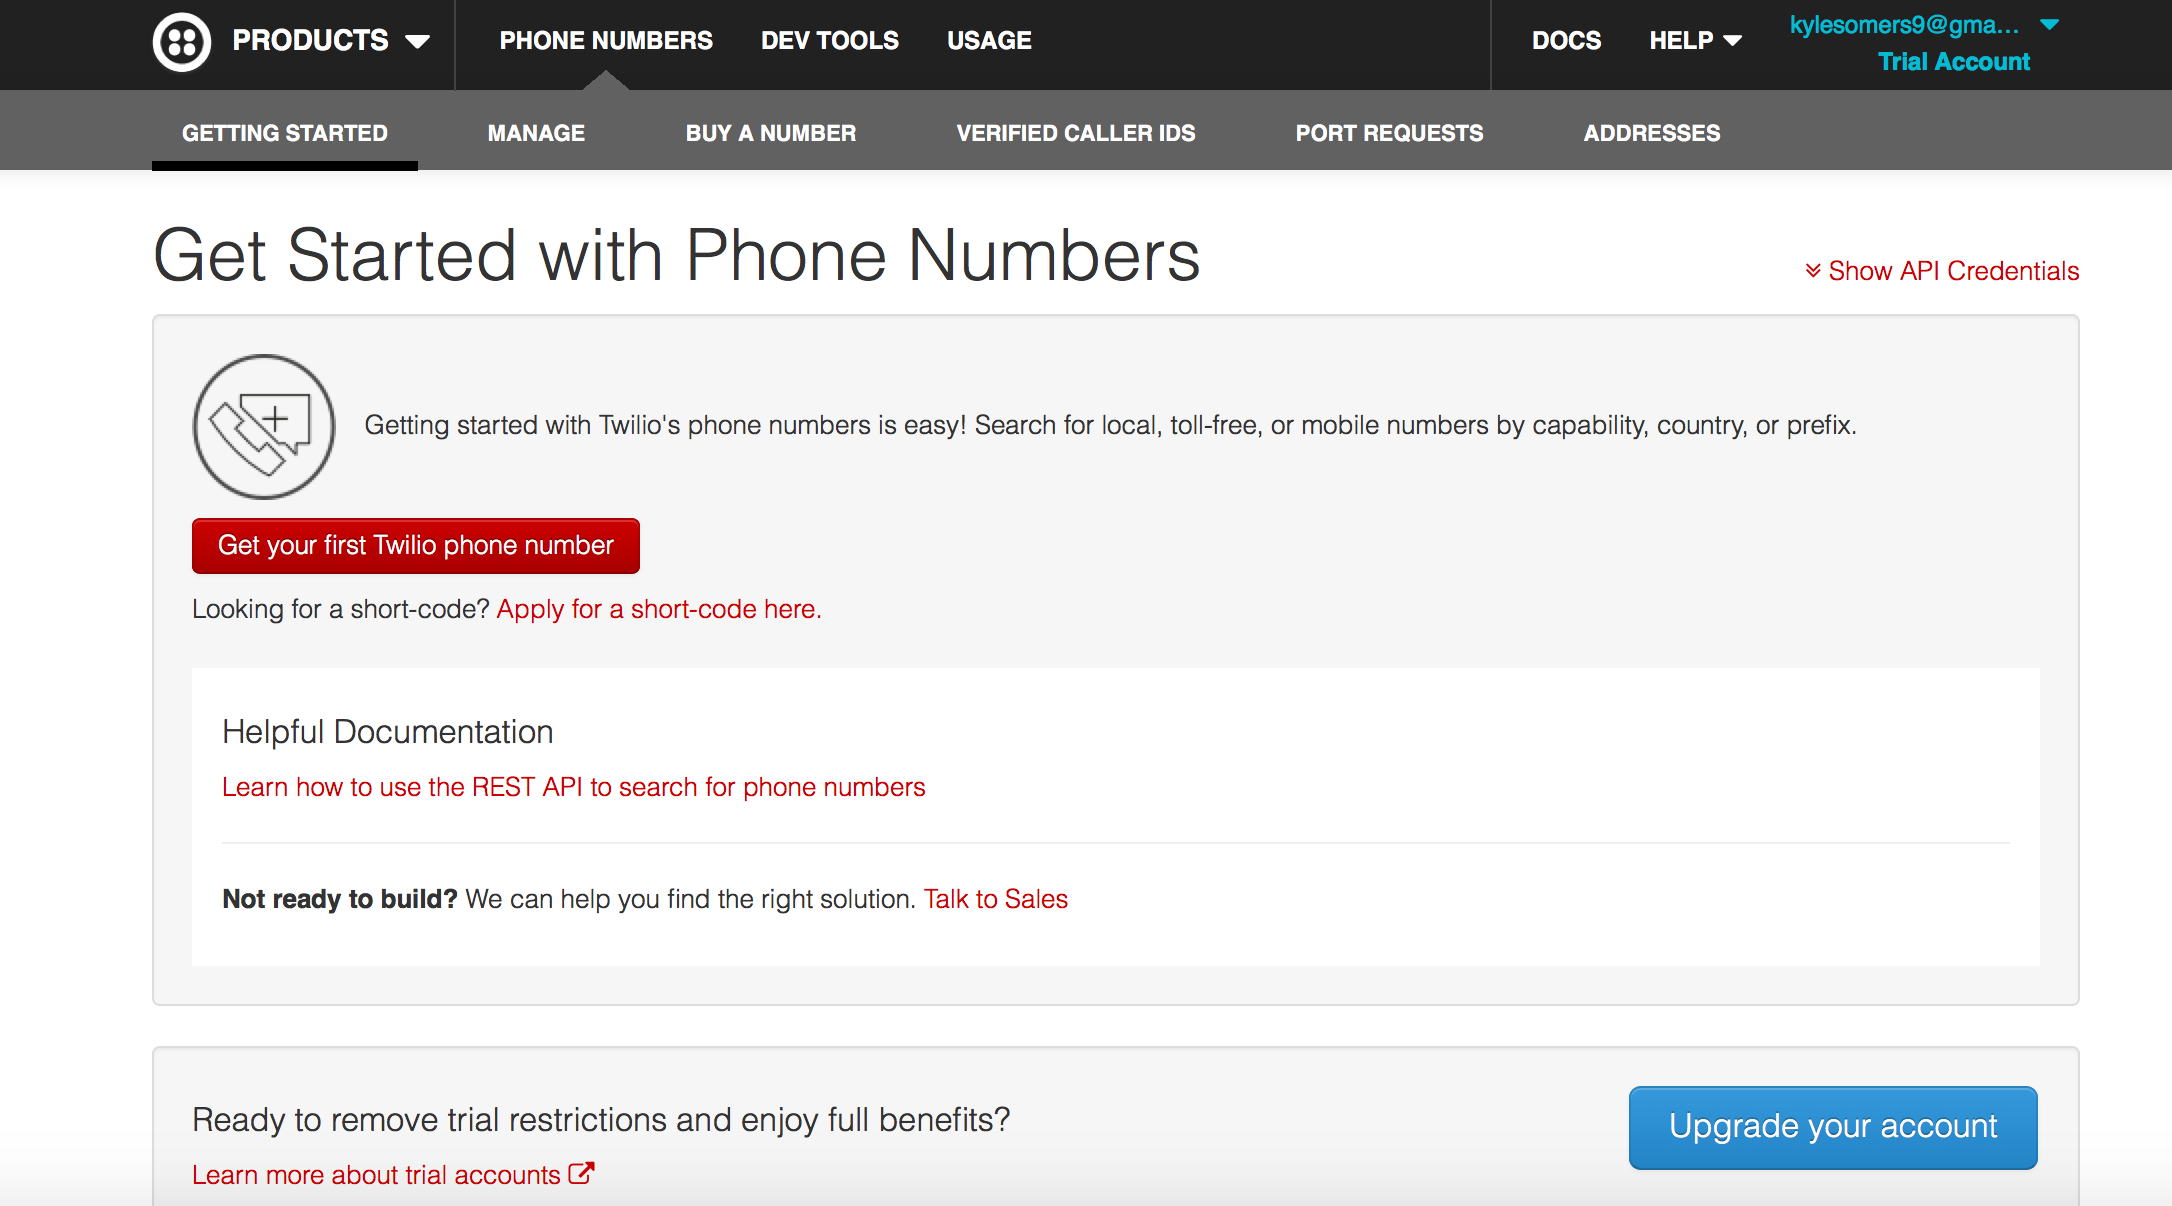 PRODUCTS
PHONE NUMBERS
DEV TOOLS
USAGE
DOCS
HELP
kylesomers9@gma...
Trial Account
GETTING STARTED
MANAGE
BUY A NUMBER
VERIFIED CALLER IDS
PORT REQUESTS
ADDRESSES
Get Started with Phone Numbers
Show API Credentials
Getting started with Twilio's phone numbers is easy! Search for local, toll-free, or mobile numbers by capability, country, or prefix.
Get your first Twilio phone number
Looking for a short-code? Apply for a short-code here.
Helpful Documentation
Learn how to use the REST API to search for phone numbers
Not ready to build? We can help you find the right solution. Talk to Sales
Ready to remove trial restrictions and enjoy full benefits?
Upgrade your account
Learn more about trial accounts